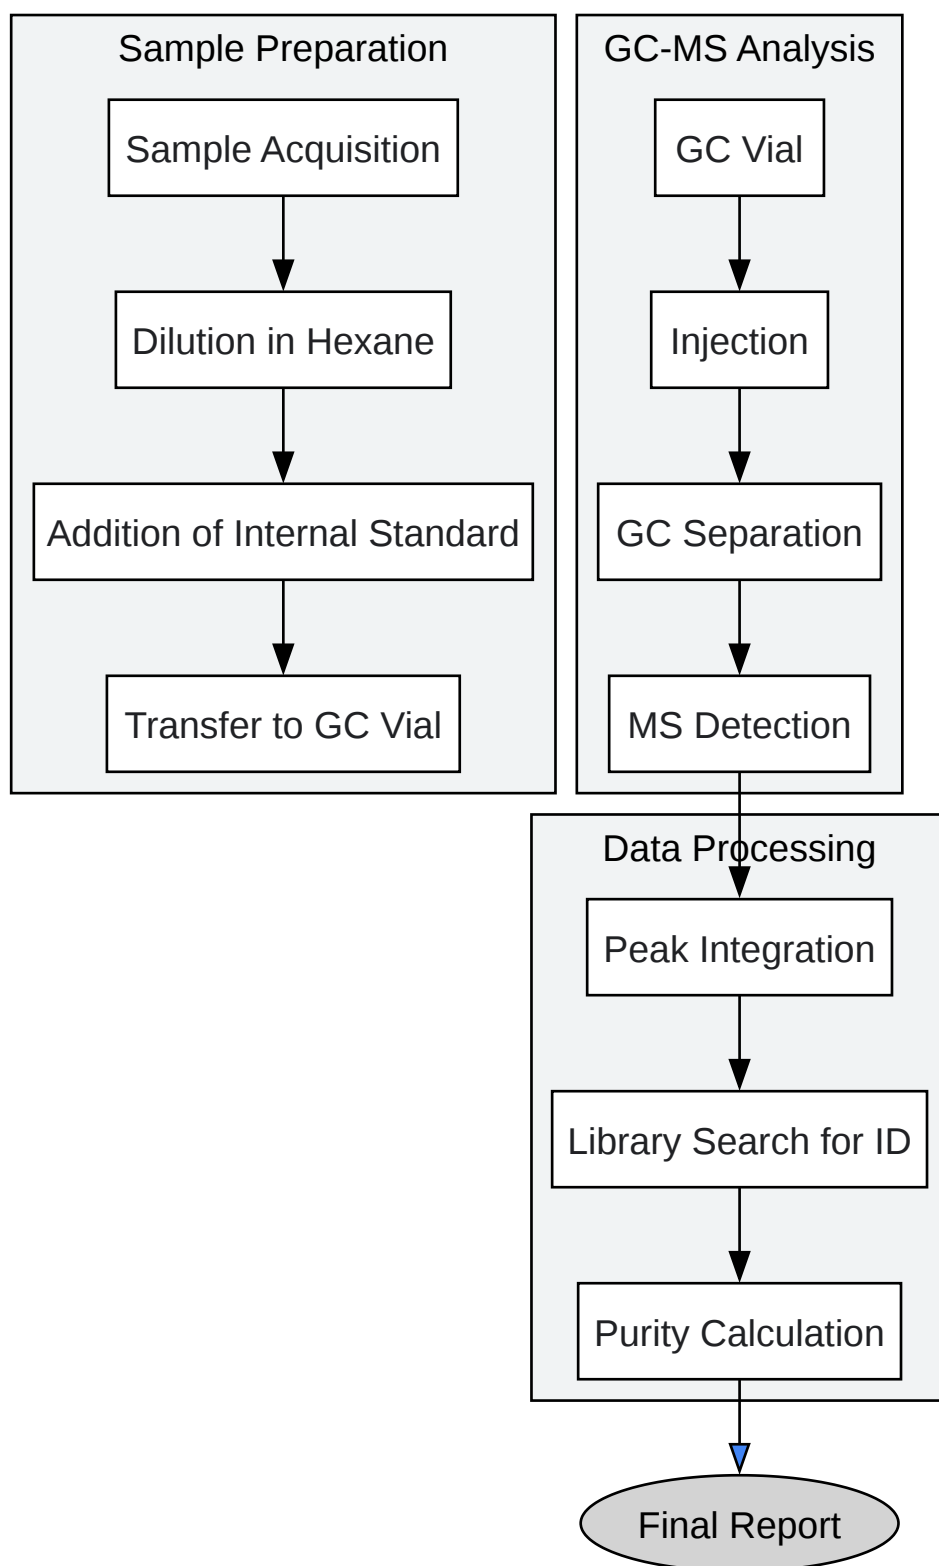 Sample Preparation
Sample Acquisition
Dilution in Hexane
Addition of Internal Standard
Transfer to GC Vial
GC-MS Analysis
GC Vial
Injection
GC Separation
MS Detection
Data Processing
Peak Integration
Library Search for ID
Purity Calculation
Final Report